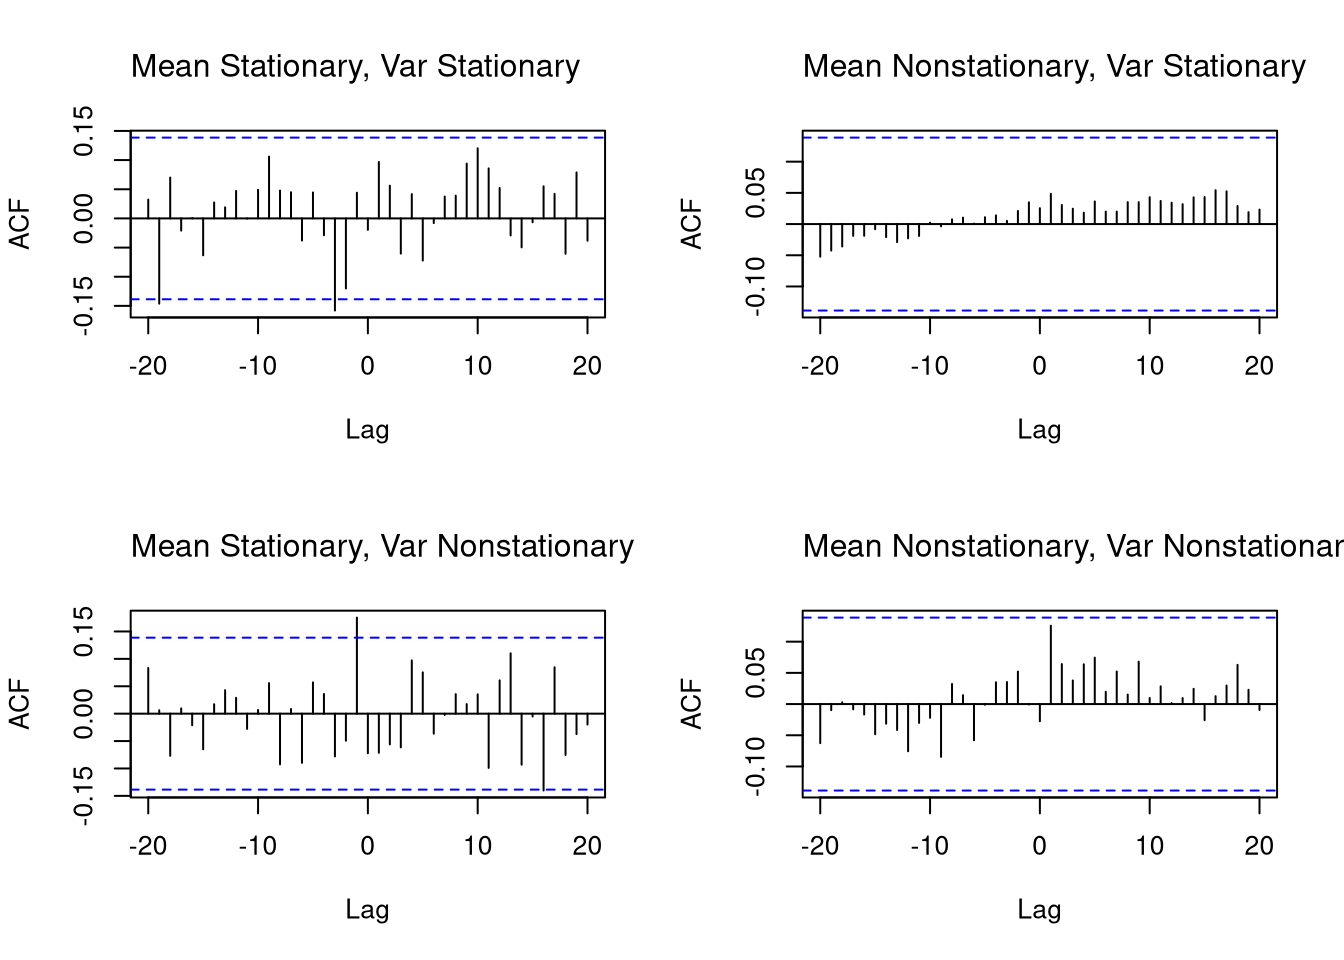 Mean Stationary, Var Stationary
0.15
0.00
-0.15
ACF
-20 -10 0 10 20
Lag
Mean Nonstationary, Var Stationary
0.05
-0.10
ACF
-20 -10 0 10 20
Lag
Mean Stationary, Var Nonstationary
0.15
0.00
-0.15
ACF
-20 -10 0 10 20
Lag
Mean Nonstationary, Var Nonstationar
0.05
-0.10
ACF
-20 -10 0 10 20
Lag